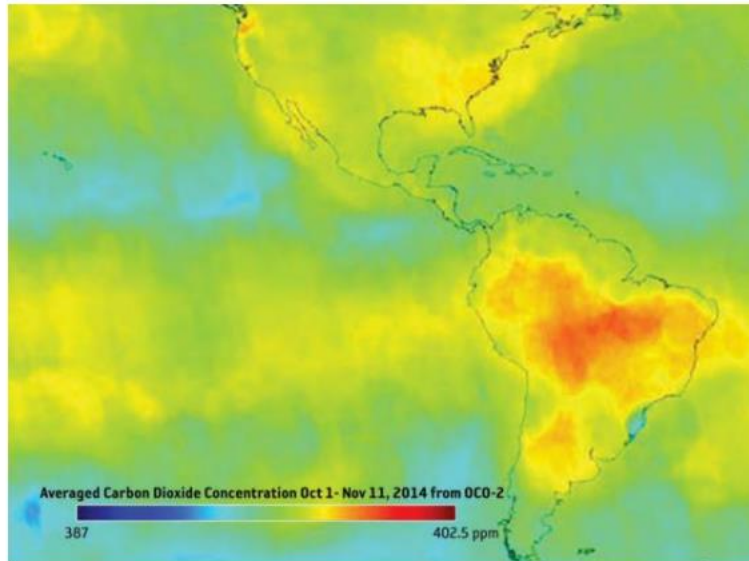 Averaged Carbon Dioxide Concentration Oct 1- Nov 11, 2014 from OCO-2
387 402.5 ppm